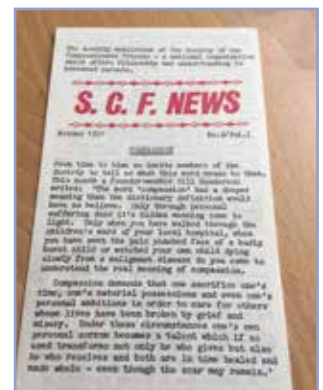 The monthly newsletter of the Society of the
Compassionate Friends - a national organisation
which offers friendship and understanding to
bereaved parents.
S. C. F. NEWS
COMPASSION
From time to time we invite members of the
Society to tell us what this word means to them.
This month a founder-member Bill Henderson
writes: "The word 'compassion' has a deeper
meaning than the dictionary definition would
have us believe. Only through personal
suffering does it's hidden meaning come to
light. Only when you have walked through the
children's ward of your local hospital, when
you have seen the pain pinched face of a badly
burnt child or watched your own child dying
slowly from a malignant disease do you come to
understand the real meaning of compassion.
Compassion demands that one sacrifice one's
time, one's material possessions and even one's
personal ambitions in order to care for others
whose lives have been broken by grief and
misery. Under these circumstances one's own
personal sorrow becomes a talent which if so
used transforms not only he who gives but also
he who receives and both are in time healed and
made whole - even though the scar may remain."